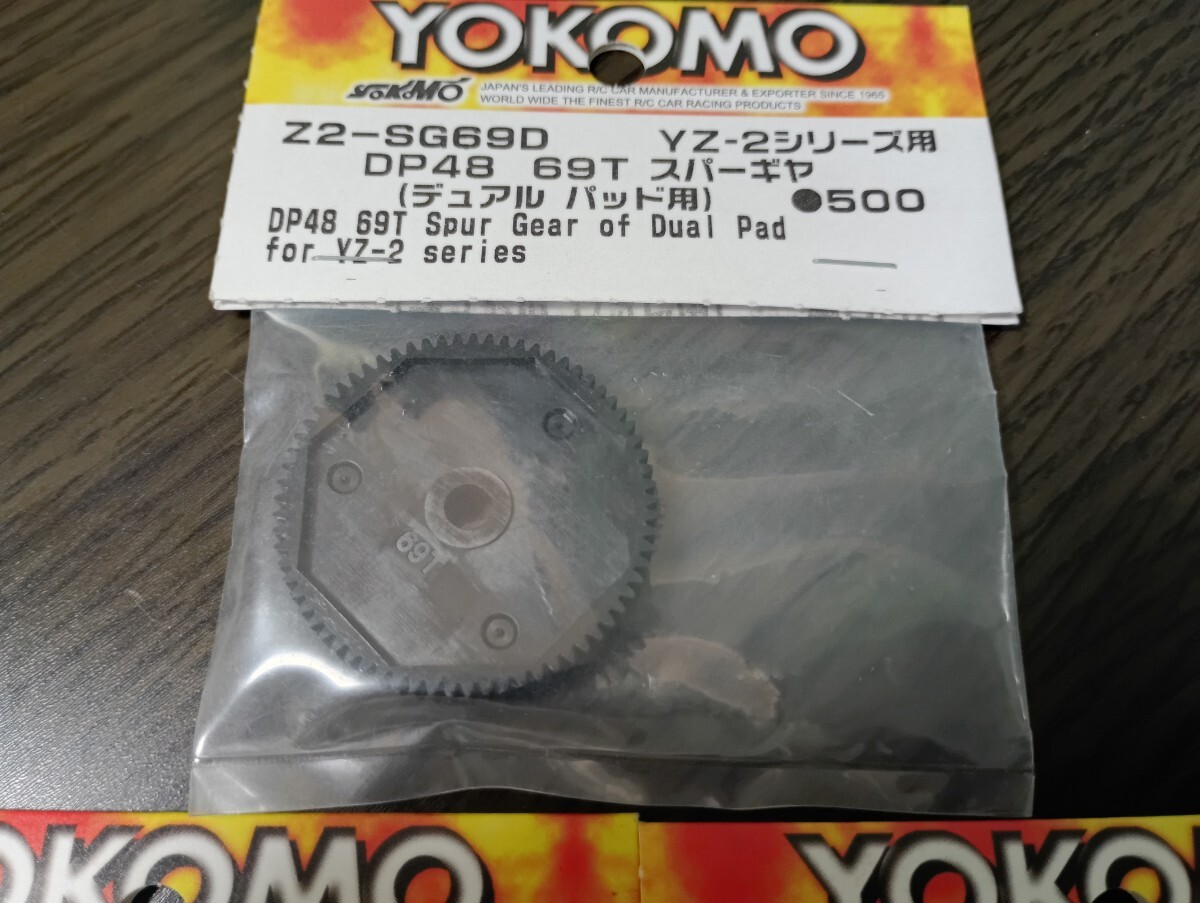 YOKOMO
YOKOMO JAPAN'S LEADING R/C CAR MANUFACTURER & EXPORTER SINCE 1965
WORLD WIDE THE FINEST R/C CAR RACING PRODUCTS
Z2-SG69D YZ-2シリーズ用
DP48 69T スパーギヤ
(デュアル パッド用) ●500
DP48 69T Spur Gear of Dual Pad
for YZ-2 series
69T
YOKOMO
YOKO